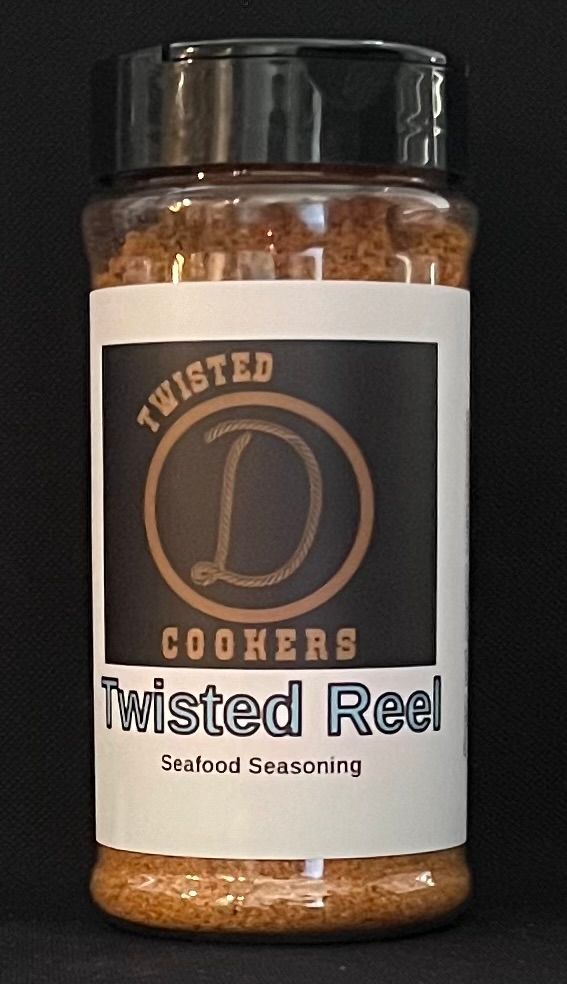 TWISTED
D
COOKERS
Twisted Reel
Seafood Seasoning